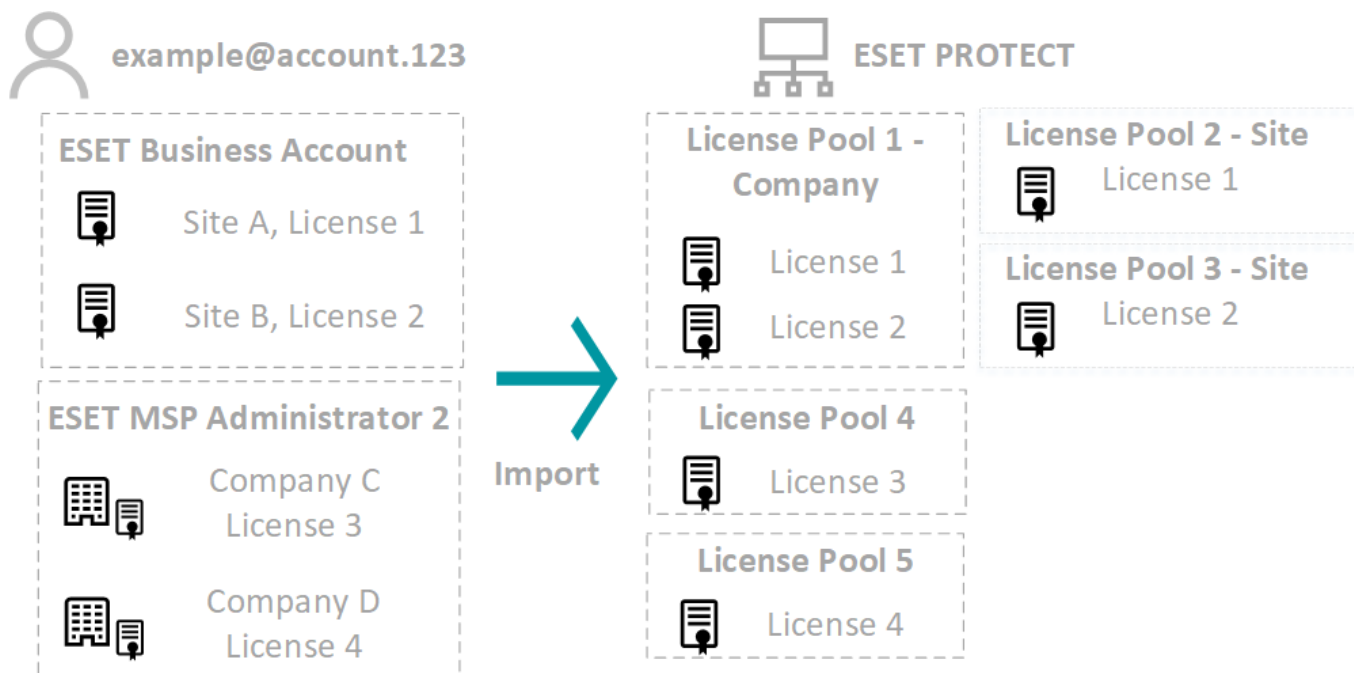 example@account.123
ESET Business Account
Site A, License 1
Site B, License 2
ESET MSP Administrator 2
Company C
License 3
Company D
License 4
Import
ESET PROTECT
License Pool 1 -
Company
License 1
License 2
License Pool 2 - Site
License 1
License Pool 3 - Site
License 2
License Pool 4
License 3
License Pool 5
License 4